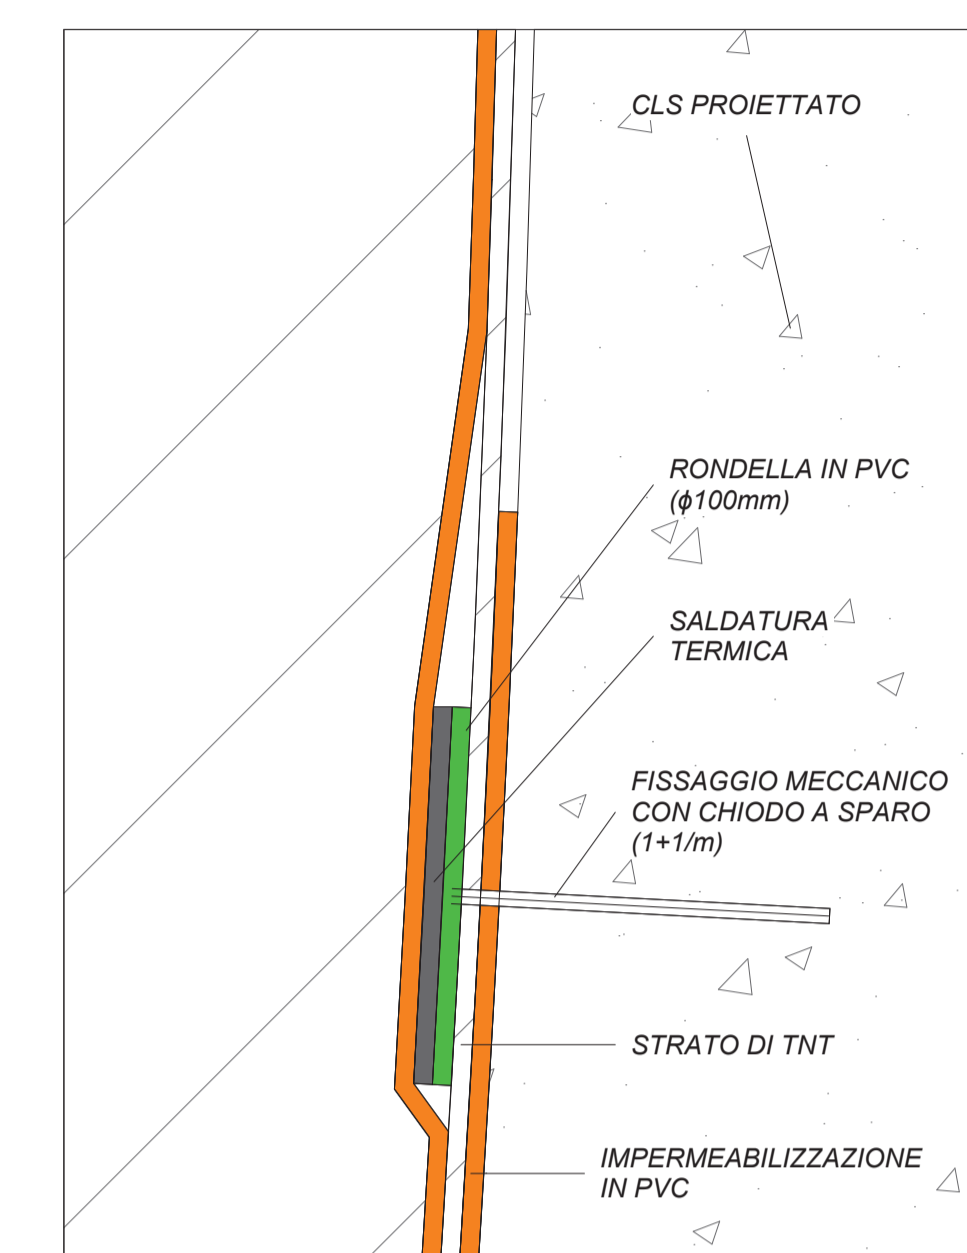 CLS PROIETTATO
RONDELLA IN PVC
(ϕ100mm)
SALDATURA
TERMICA
FISSAGGIO MECCANICO
CON CHIODO A SPARO
(1+1/m)
STRATO DI TNT
IMPERMEABILIZZAZIONE
IN PVC